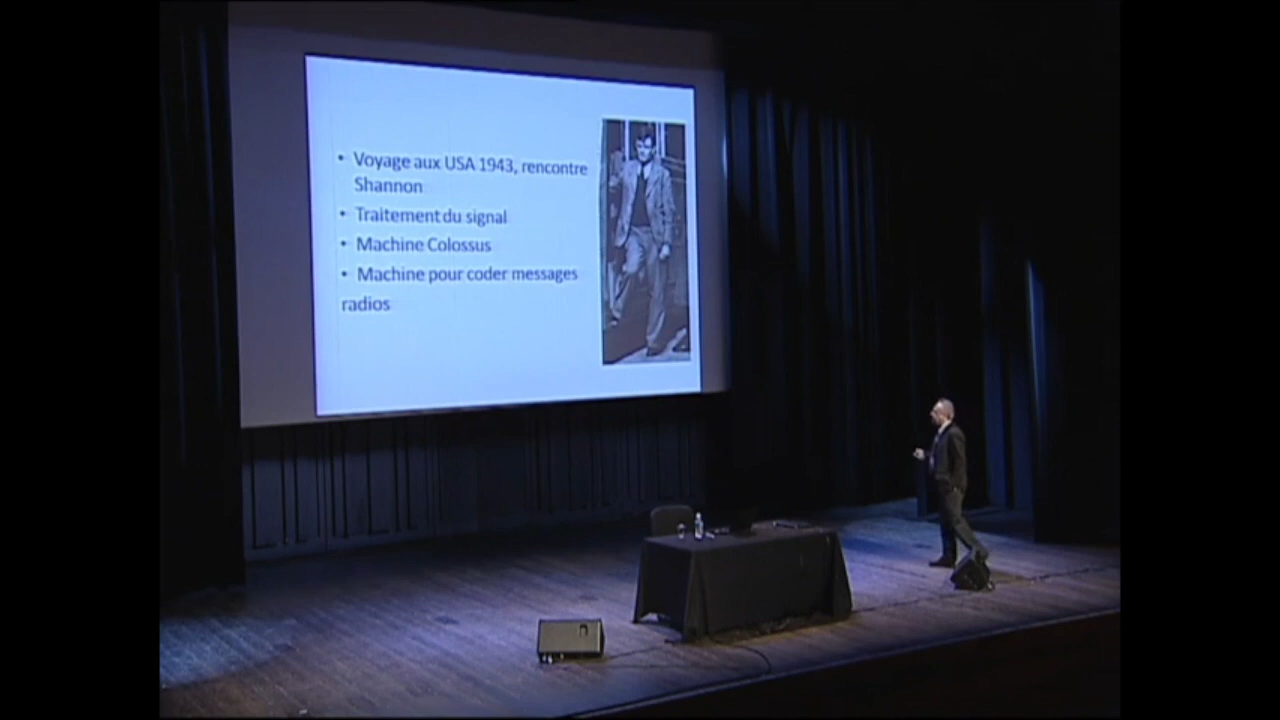 • Voyage aux USA 1943, rencontre
Shannon
• Traitement du signal
• Machine Colossus
• Machine pour coder messages
radios